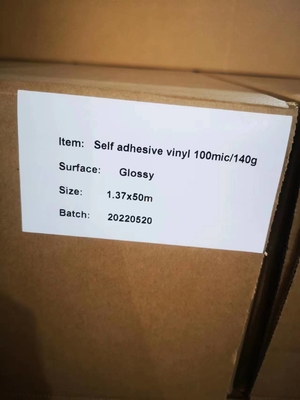 Item: Self adhesive vinyl 100mic/140g
Surface: Glossy
Size: 1.37x50m
Batch: 20220520